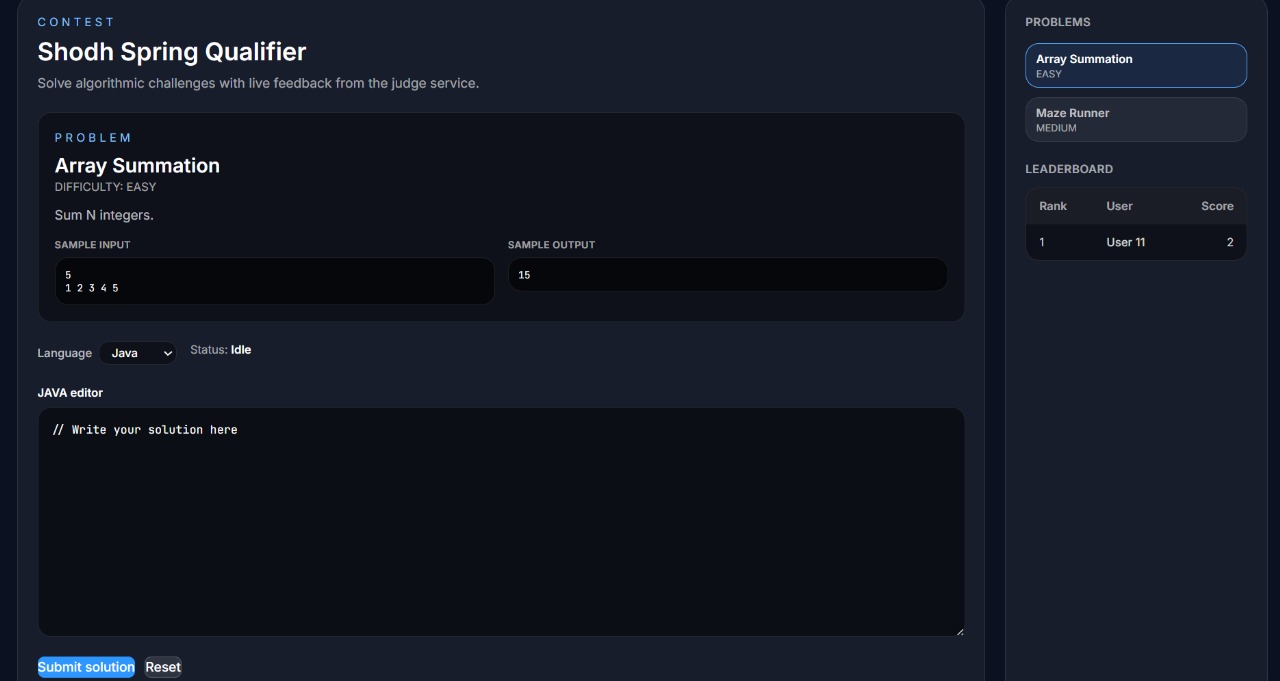 CONTEST
Shodh Spring Qualifier
Solve algorithmic challenges with live feedback from the judge service.
PROBLEM
Array Summation
DIFFICULTY: EASY
Sum N integers.
SAMPLE INPUT
5
1 2 3 4 5
SAMPLE OUTPUT
15
Language Java Status: Idle
JAVA editor
// Write your solution here
Submit solution Reset
PROBLEMS
Array Summation
EASY
Maze Runner
MEDIUM
LEADERBOARD
Rank User Score
1 User 11 2